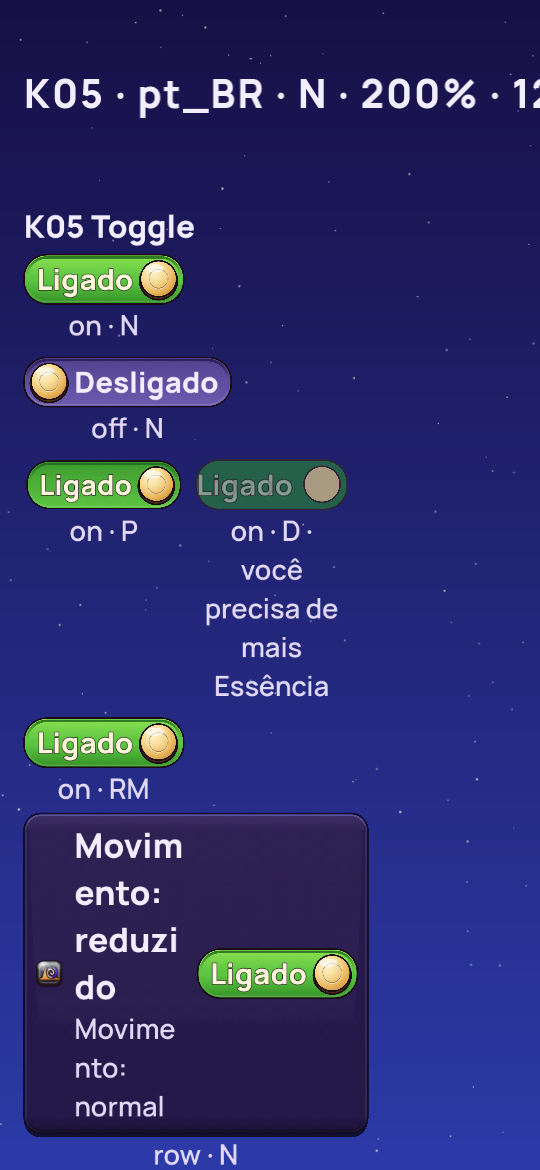 K05 · pt_BR · N · 200% · 12
K05 Toggle
Ligado
on · N
Desligado
off · N
Ligado
Ligado
on · P
on · D ·
você
precisa de
mais
Essência
Ligado
on · RM
Movim
ento:
reduzi
do
Ligado
Movime
nto:
normal
row · N